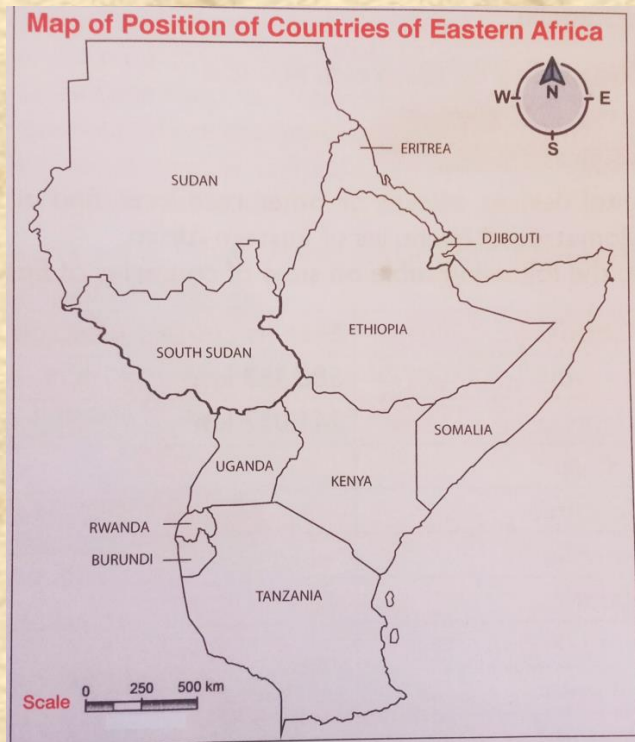 Map of Position of Countries of Eastern Africa
N
W
E
S
ERITREA
SUDAN
DJIBOUTI
ETHIOPIA
SOUTH SUDAN
SOMALIA
UGANDA
KENYA
RWANDA
BURUNDI
TANZANIA
Scale
0 250 500 km